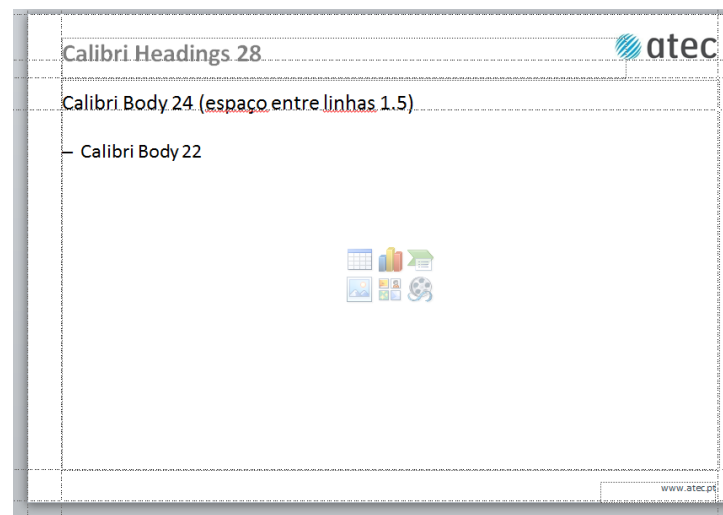 Calibri Headings 28
atec
Calibri Body 24 (espaço entre linhas 1.5)
– Calibri Body 22
www.atec.pt